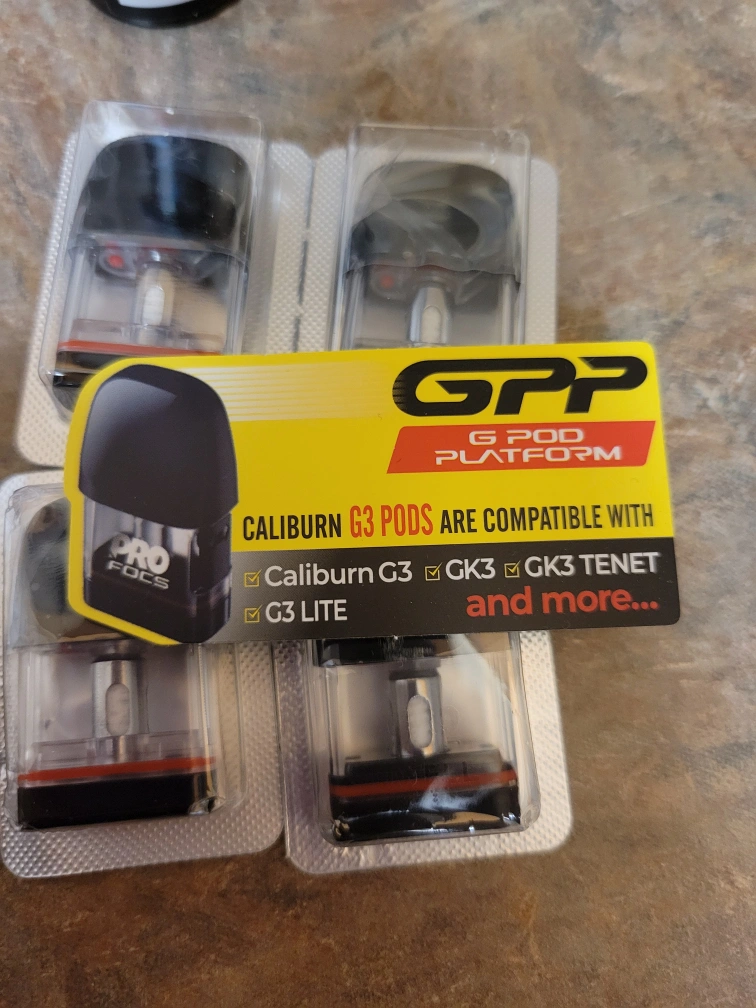 GPP
G POD
PLATFORM
CALIBURN G3 PODS ARE COMPATIBLE WITH
☑ Caliburn G3 ☑ GK3 ☑ GK3 TENET
☑ G3 LITE and more...
PRO
FOCS